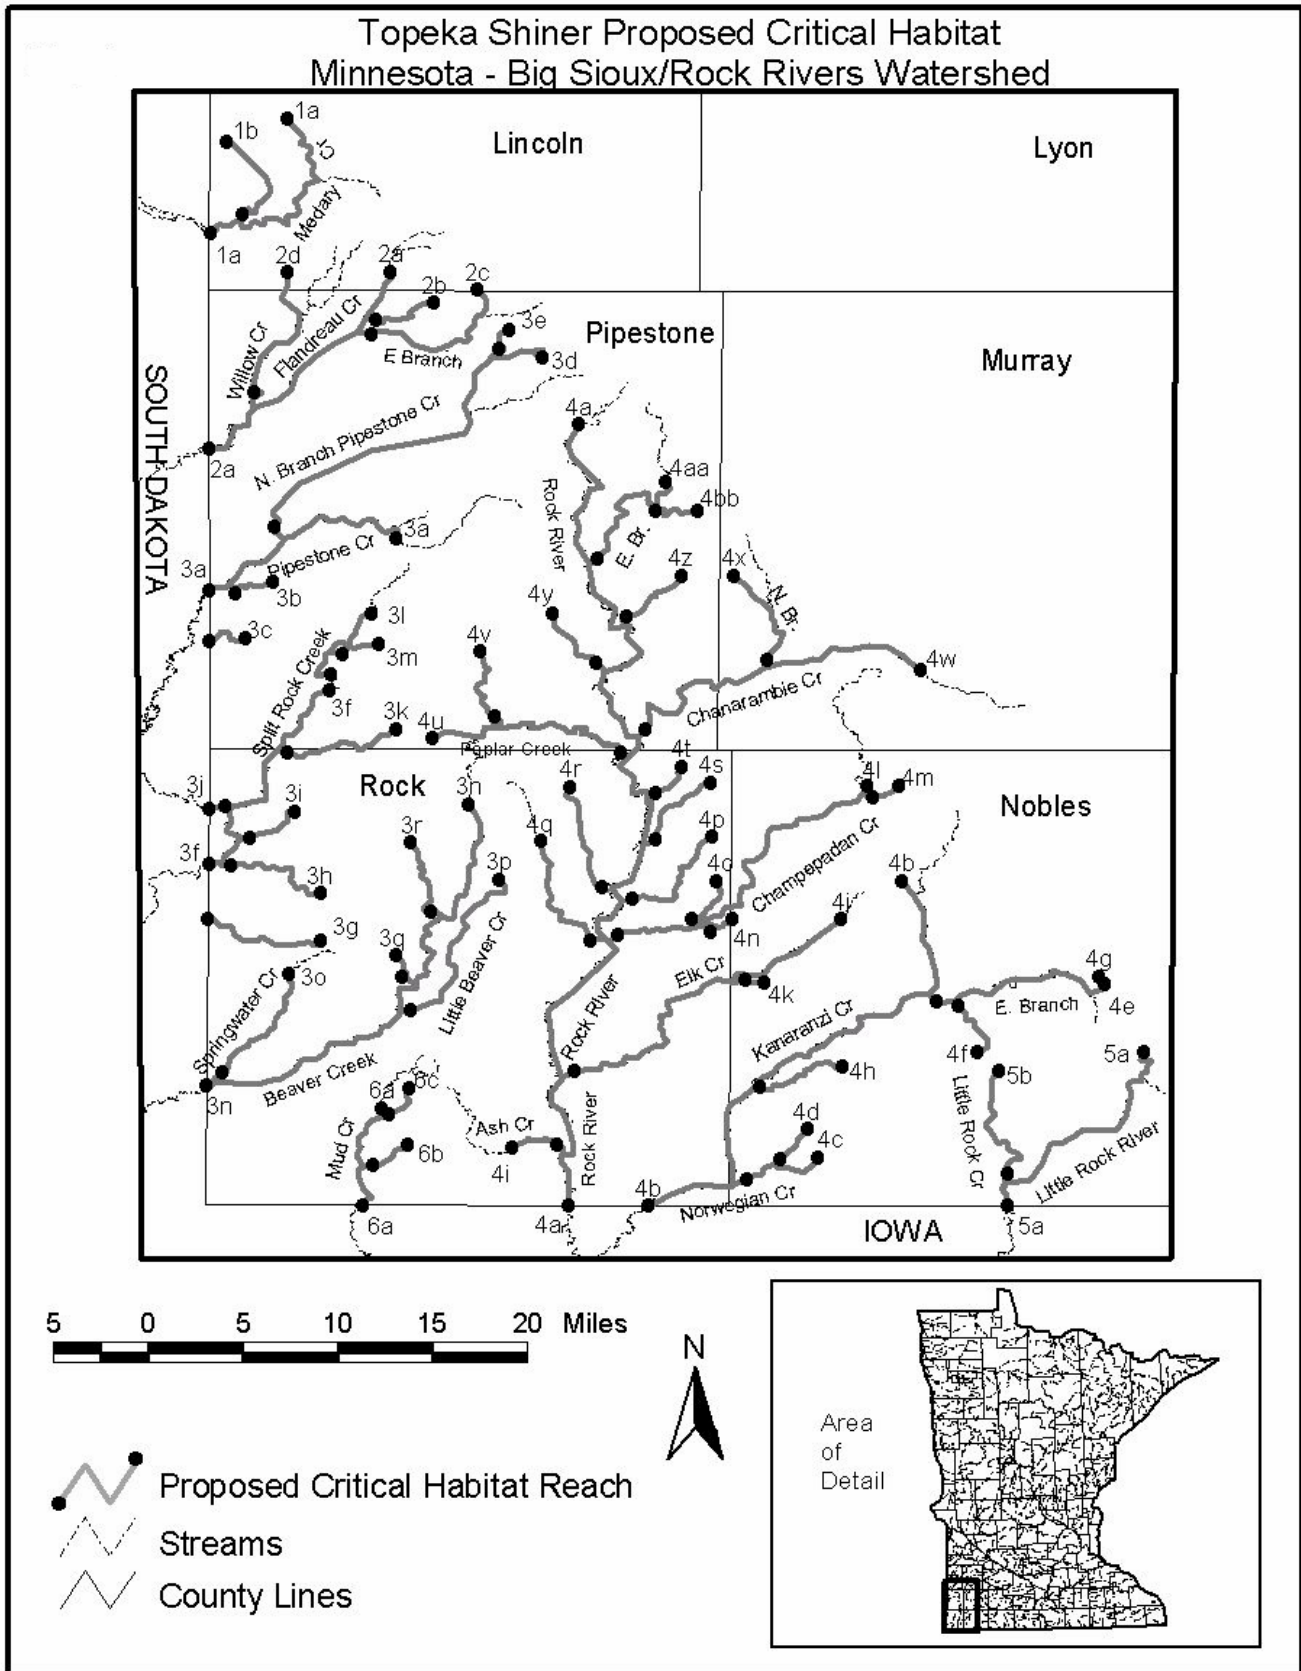 Topeka Shiner Proposed Critical Habitat
Minnesota - Big Sioux/Rock Rivers Watershed
1a
1b
Lincoln
Lyon
Cr
Medary
1a
2d
2a
2b
2c
Willow Cr
Flandreau Cr
E Branch
3e
3d
Pipestone
Murray
SOUTH DAKOTA
2a
N. Branch Pipestone Cr
4a
4aa
4bb
Rock River
E. Br.
3a
Pipestone Cr
3a
3b
4z
4x
N. Br.
3c
3l
3m
4y
4v
4w
Split Rock Creek
3f
3k
4u
Chanarambie Cr
Poplar Creek
4t
4s
4r
Rock
3n
3j
3i
4l
4m
Nobles
3r
4q
4p
3f
3h
3p
4o
Champepadan Cr
4b
4j
3g
3q
4n
3o
Springwater Cr
Little Beaver Cr
Elk Cr
4k
4g
4e
E. Branch
Rock River
Kanaranzi Cr
3n
Beaver Creek
4f
5b
5a
4h
6a
6c
Mud Cr
6b
Ash Cr
4i
Rock River
4d
4c
Little Rock Cr
Little Rock River
6a
4a
4b
Norwegian Cr
5a
IOWA
5 0 5 10 15 20 Miles
N
Area
of
Detail
Proposed Critical Habitat Reach
Streams
County Lines